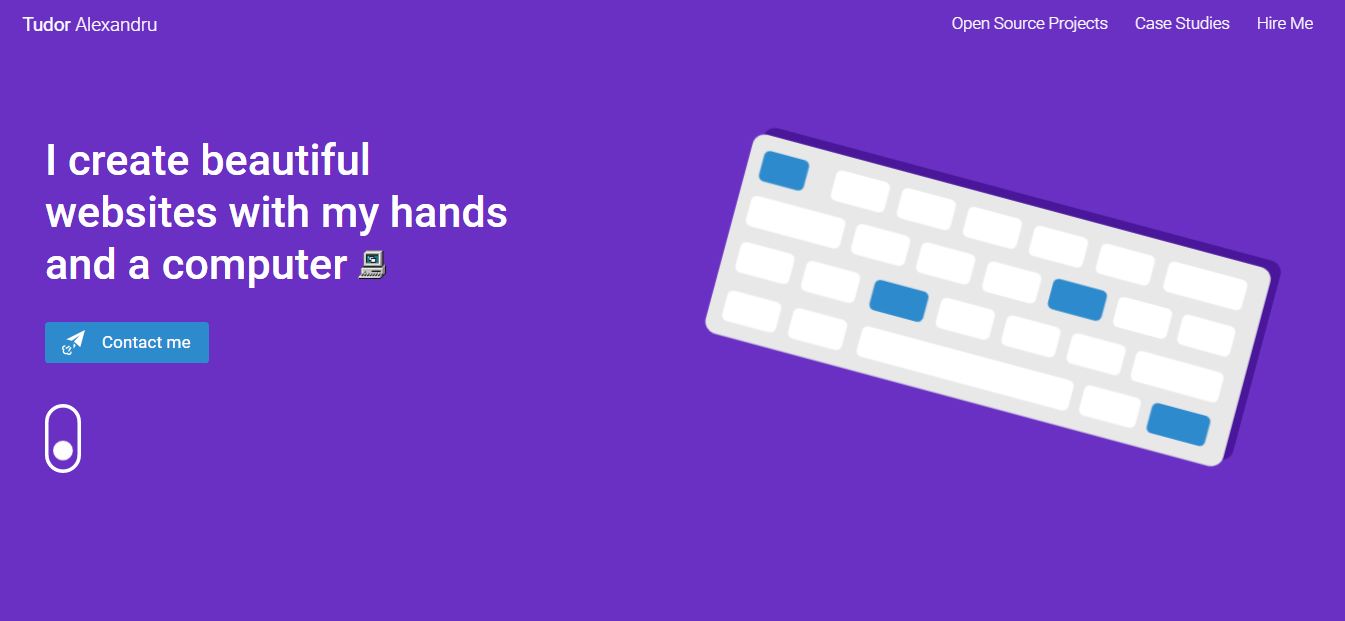 Tudor Alexandru
Open Source Projects
Case Studies
Hire Me
I create beautiful
websites with my hands
and a computer
Contact me